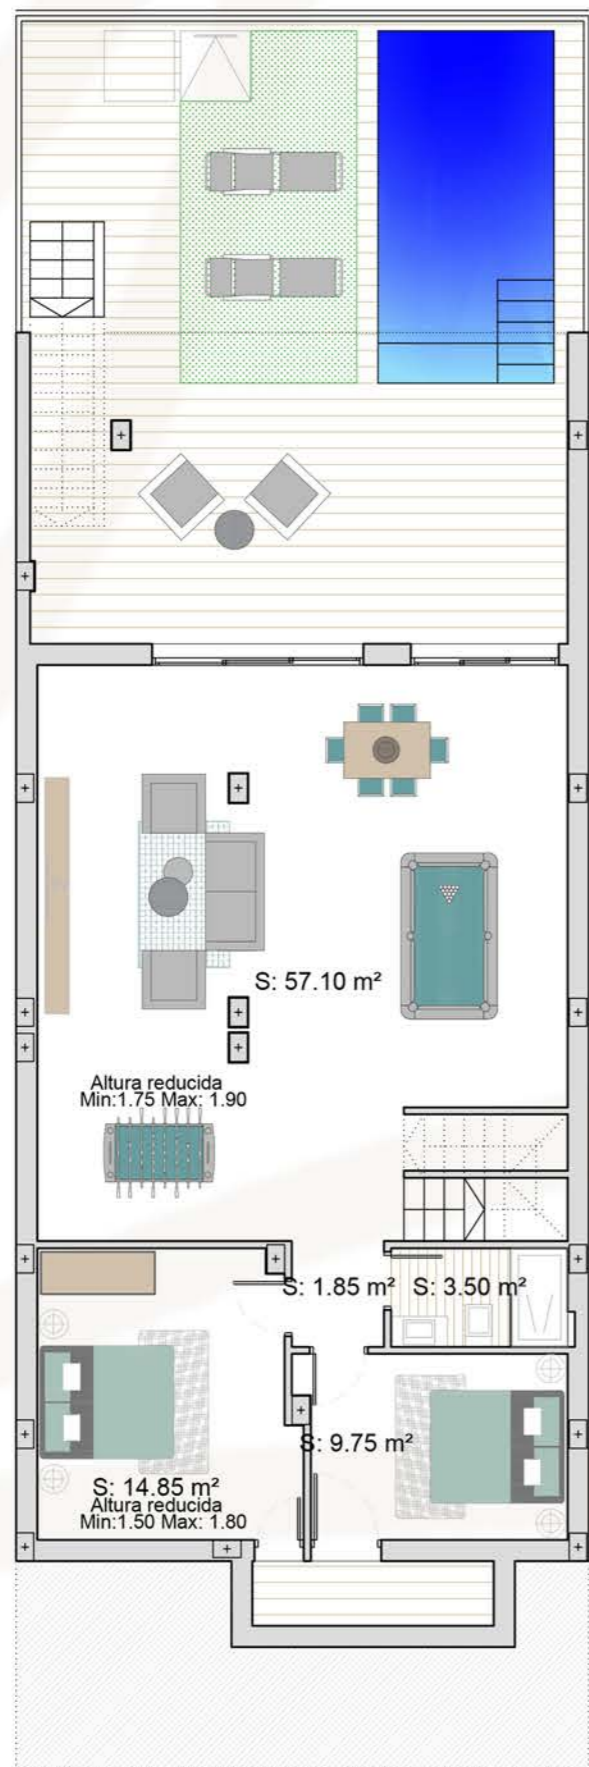 S: 57.10 m²
Altura reducida
Min:1.75 Max: 1.90
S: 1.85 m²
S: 3.50 m²
S: 9.75 m²
S: 14.85 m²
Altura reducida
Min:1.50 Max: 1.80